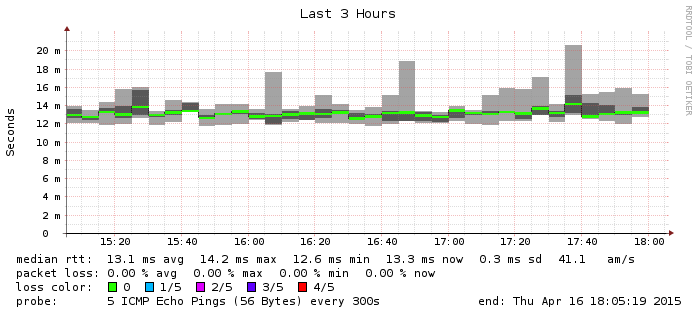 Last 3 Hours
RRDTOOL / TOBI OETIKER
Seconds
20 m
18 m
16 m
14 m
12 m
10 m
8 m
6 m
4 m
2 m
0
15:20 15:40 16:00 16:20 16:40 17:00 17:20 17:40 18:00
median rtt: 13.1 ms avg 14.2 ms max 12.6 ms min 13.3 ms now 0.3 ms sd 41.1 am/s
packet loss: 0.00 % avg 0.00 % max 0.00 % min 0.00 % now
loss color: 0 1/5 2/5 3/5 4/5
probe: 5 ICMP Echo Pings (56 Bytes) every 300s end: Thu Apr 16 18:05:19 2015